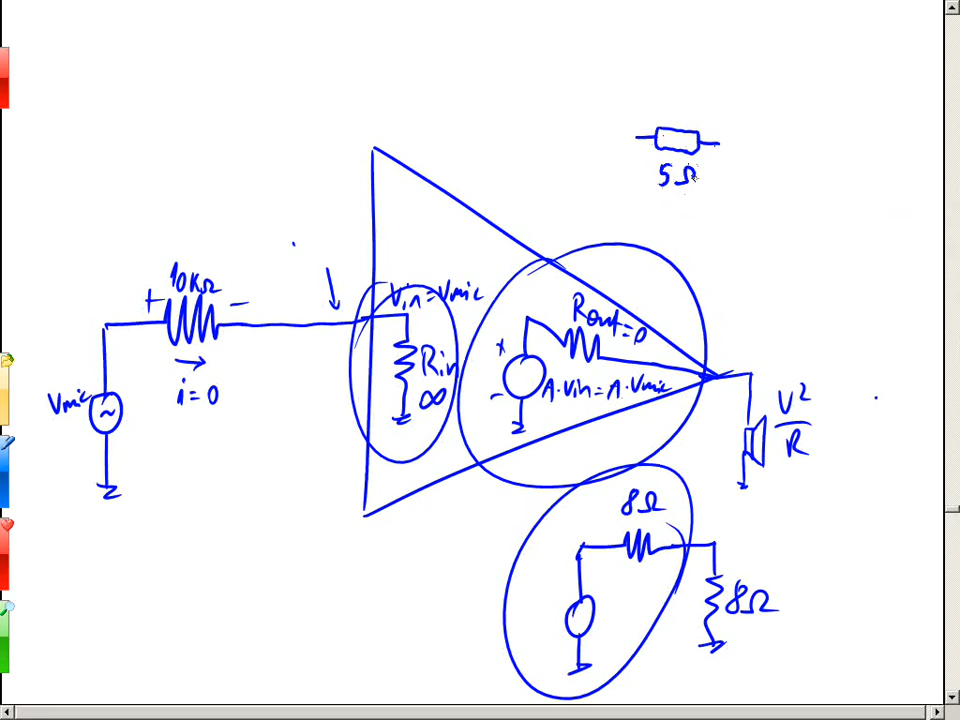 5Ω
10KΩ
+ −
Vin=Vmic
Rout=0
i=0
Rin
∞
Vmic
~
+
−
A·Vin=A·Vmic
V²
R
8Ω
8Ω